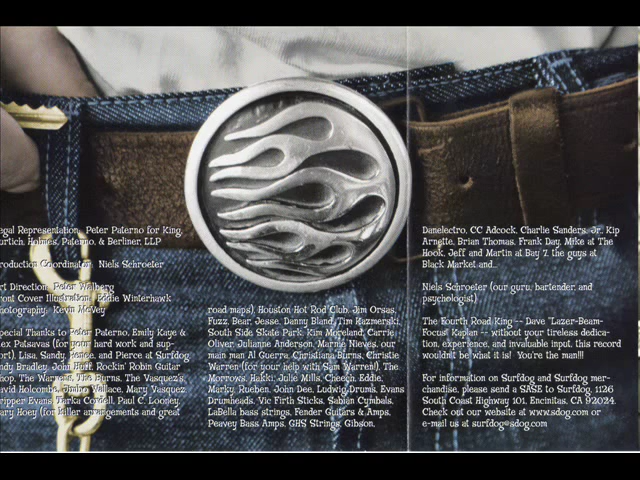 egal Representation: Peter Paterno for King,
urtich, Holmes, Paterno, & Berliner, LLP
roduction Coordinator: Niels Schroeter
rt Direction: Peter Walberg
ront Cover Illustration: Eddie Winterhawk
hotography: Kevin McVey
pecial Thanks to Peter Paterno, Emily Kaye &
lex Patsavas (for your hard work and sup-
ort), Lisa, Sandy, Renee, and Pierce at Surfdog
ndy Bradley, John Huff, Rockin' Robin Guitar
hop, The Warrens, The Burns, The Vasquez's,
avid Holcombs, Jimmy Wallace, Mary Vasquez
ripper Evans, Parka Cordell, Paul C. Looney,
ary Hoey (for killer arrangements and great
road maps), Houston Hot Rod Club, Jim Orsas,
Fuzz, Bear, Jesse, Danny Bland, Tim Kazmerski,
South Side Skate Park, Kim Moreland, Carrie
Oliver, Julianne Anderson, Marnie Nieves, our
main man Al Guerra, Christiana Burns, Christie
Warren (for your help with Sam Warren!), The
Morrows, Hakki, Julie Mills, Cheech, Eddie,
Marky, Rueben, John Dee, Ludwig Drums, Evans
Drumheads, Vic Firth Sticks, Sabian Cymbals,
LaBella bass strings, Fender Guitars & Amps,
Peavey Bass Amps, GHS Strings, Gibson,
Danelectro, CC Adcock, Charlie Sanders, Jr., Kip
Arnette, Brian Thomas, Frank Day, Mike at The
Hook, Jeff and Martin at Bay 7, the guys at
Black Market and...
Niels Schroeter (our guru, bartender, and
psychologist)
The Fourth Road King -- Dave "Lazer-Beam-
Focus" Kaplan -- without your tireless dedica-
tion, experience, and invaluable input, this record
wouldn't be what it is! You're the man!!!
For information on Surfdog and Surfdog mer-
chandise, please send a SASE to Surfdog, 1126
South Coast Highway 101, Encinitas, CA 92024.
Check out our website at www.sdog.com or
e-mail us at surfdog@sdog.com